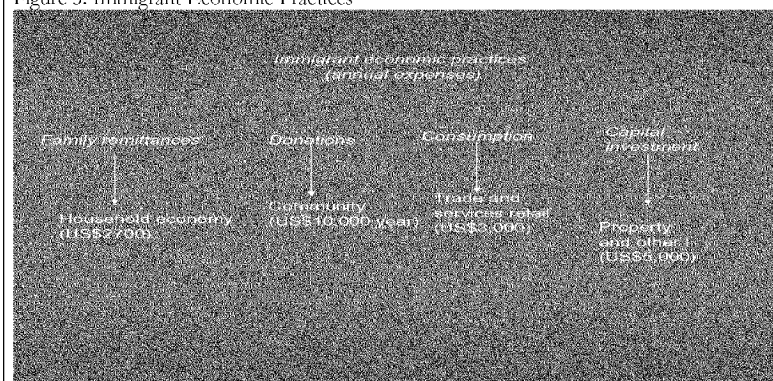 Figure 3. Immigrant Economic Practices
Immigrant economic practices
(annual expenses)
Family remittances
Donations
Consumption
Capital
investment
Household economy
(US$2700)
Community
(US$10,000 year)
Trade and
services retail
(US$3,000)
Property
and other I
(US$5,000)